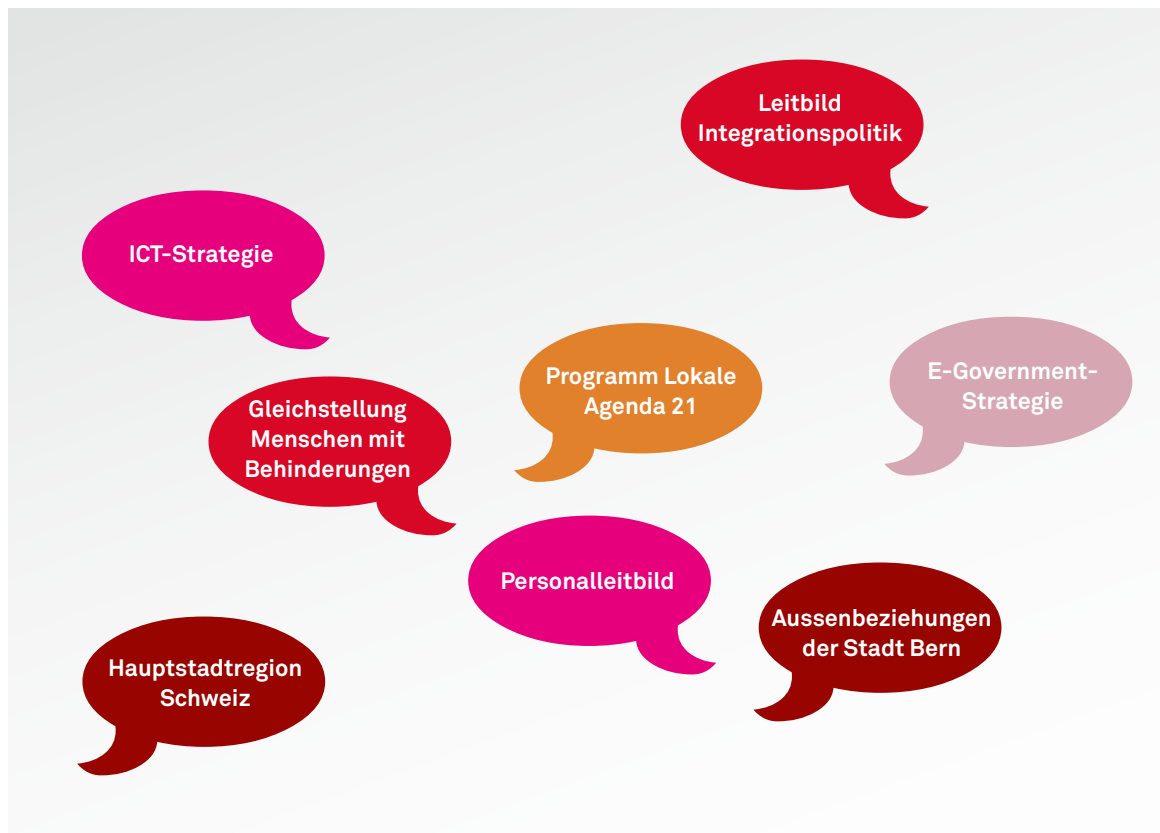 Leitbild
Integrationspolitik
ICT-Strategie
Programm Lokale
Agenda 21
E-Government-
Strategie
Gleichstellung
Menschen mit
Behinderungen
Personalleitbild
Aussenbeziehungen
der Stadt Bern
Hauptstadtregion
Schweiz